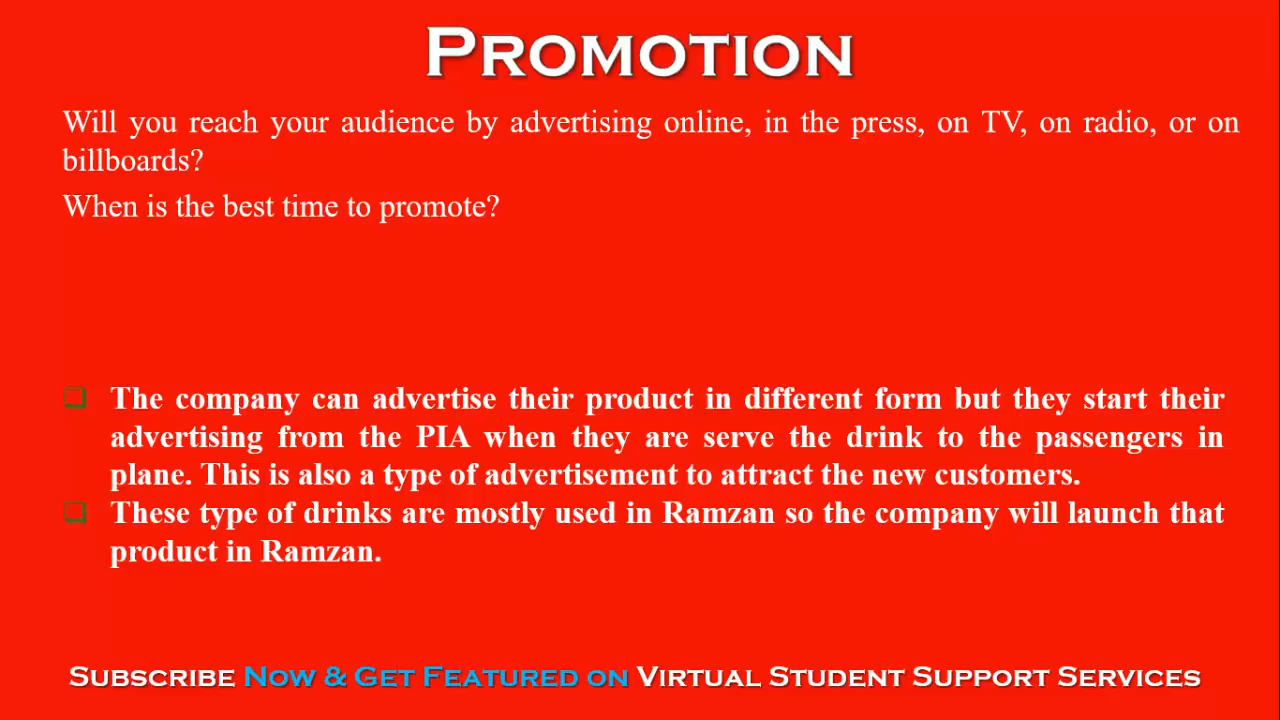 PROMOTION
Will you reach your audience by advertising online, in the press, on TV, on radio, or on
billboards?
When is the best time to promote?
The company can advertise their product in different form but they start their
advertising from the PIA when they are serve the drink to the passengers in
plane. This is also a type of advertisement to attract the new customers.
These type of drinks are mostly used in Ramzan so the company will launch that
product in Ramzan.
SUBSCRIBE NOW & GET FEATURED ON VIRTUAL STUDENT SUPPORT SERVICES